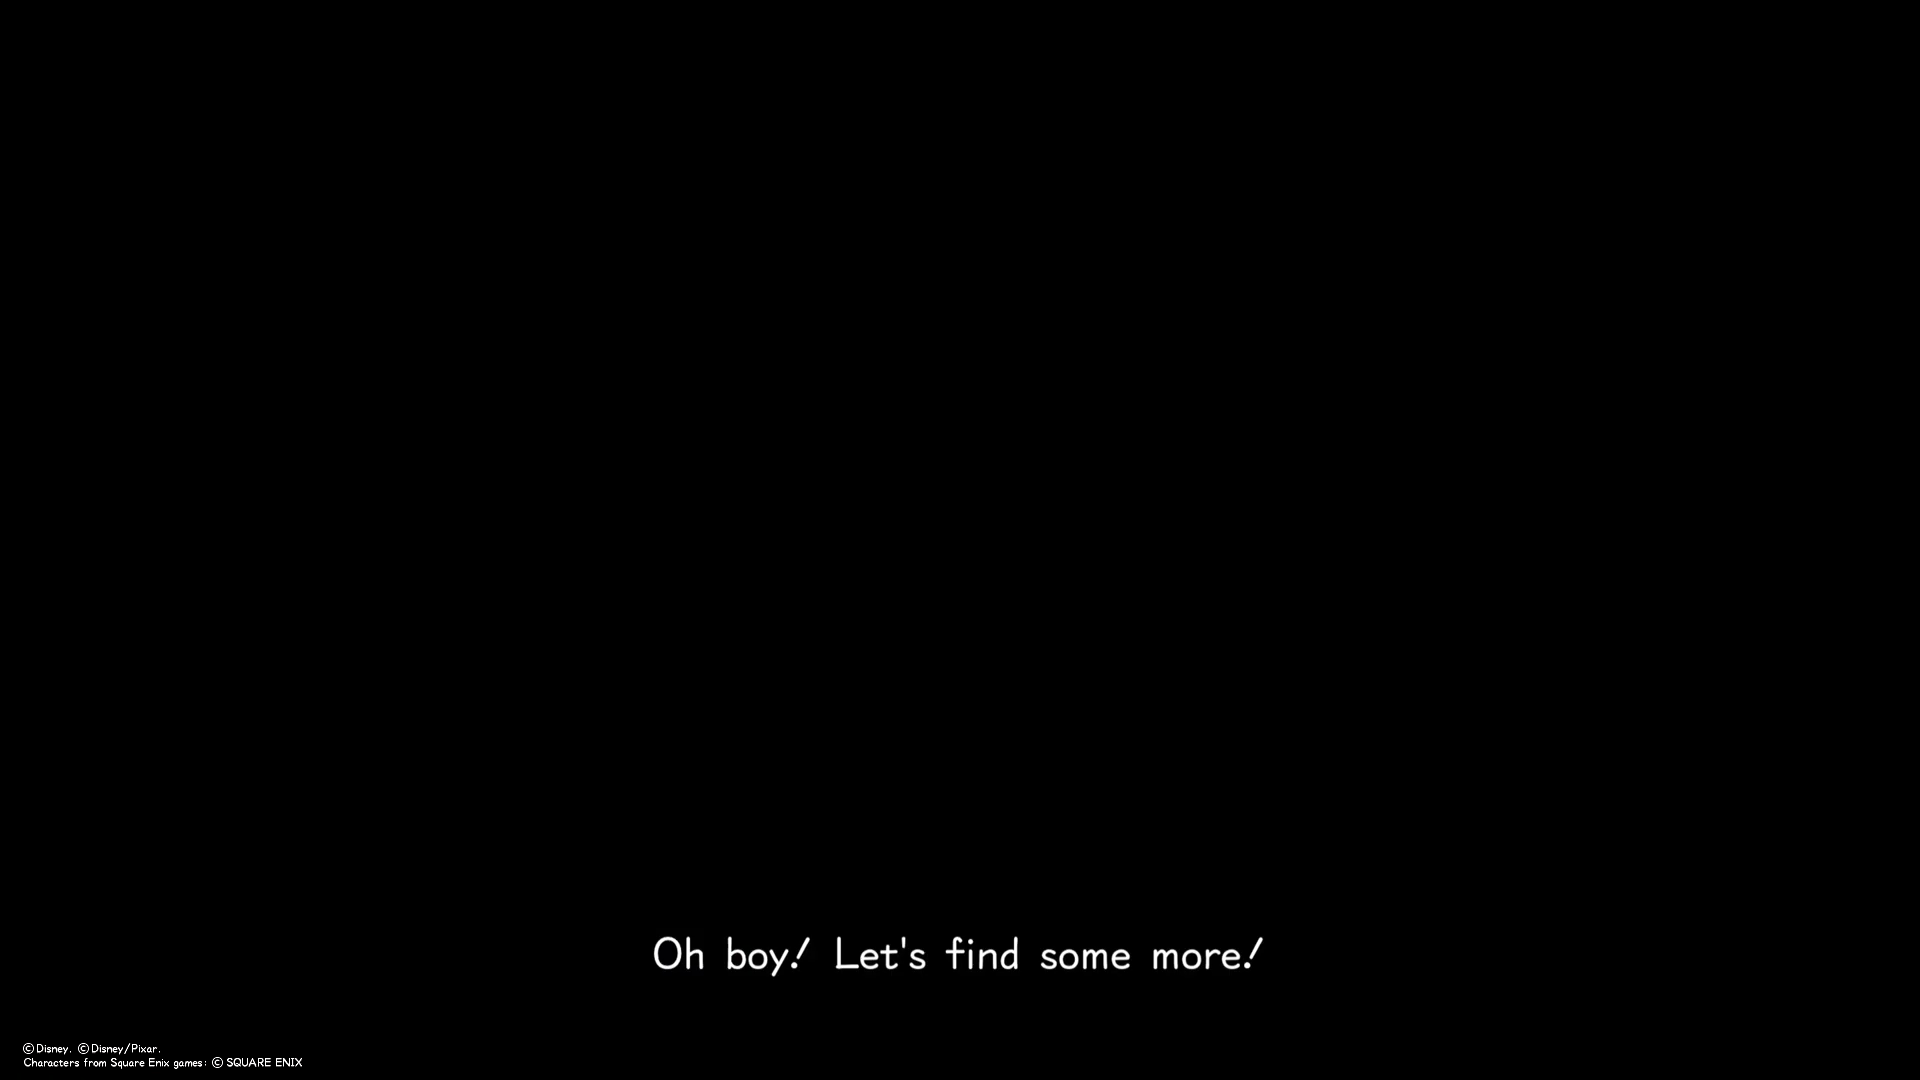 Oh boy! Let's find some more!
©Disney. ©Disney/Pixar.
Characters from Square Enix games: © SQUARE ENIX